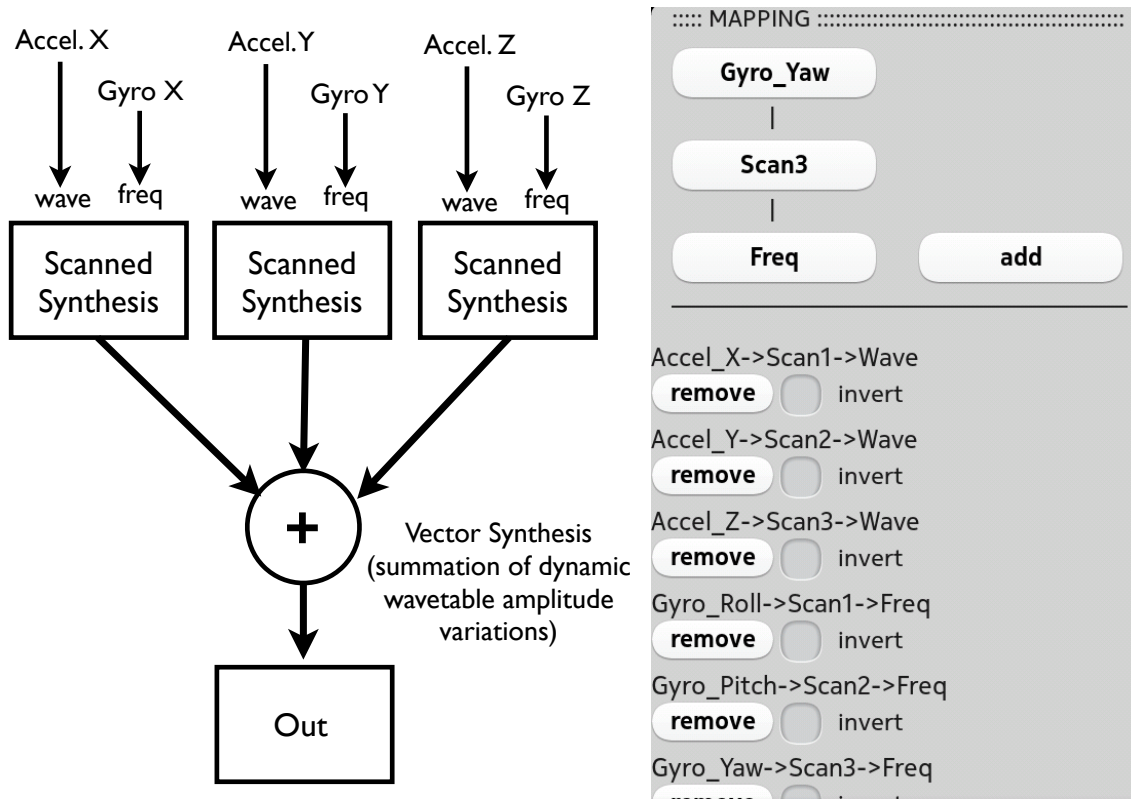 Accel. X
Accel. Y
Accel. Z
Gyro X
Gyro Y
Gyro Z
wave
freq
wave
freq
wave
freq
Scanned
Synthesis
Scanned
Synthesis
Scanned
Synthesis
+
Vector Synthesis
(summation of dynamic
wavetable amplitude
variations)
Out
::::: MAPPING ::::::::::::::::::::::::::::::::::::::::::::
Gyro_Yaw
|
Scan3
|
Freq
add
Accel_X->Scan1->Wave
remove invert
Accel_Y->Scan2->Wave
remove invert
Accel_Z->Scan3->Wave
remove invert
Gyro_Roll->Scan1->Freq
remove invert
Gyro_Pitch->Scan2->Freq
remove invert
Gyro_Yaw->Scan3->Freq